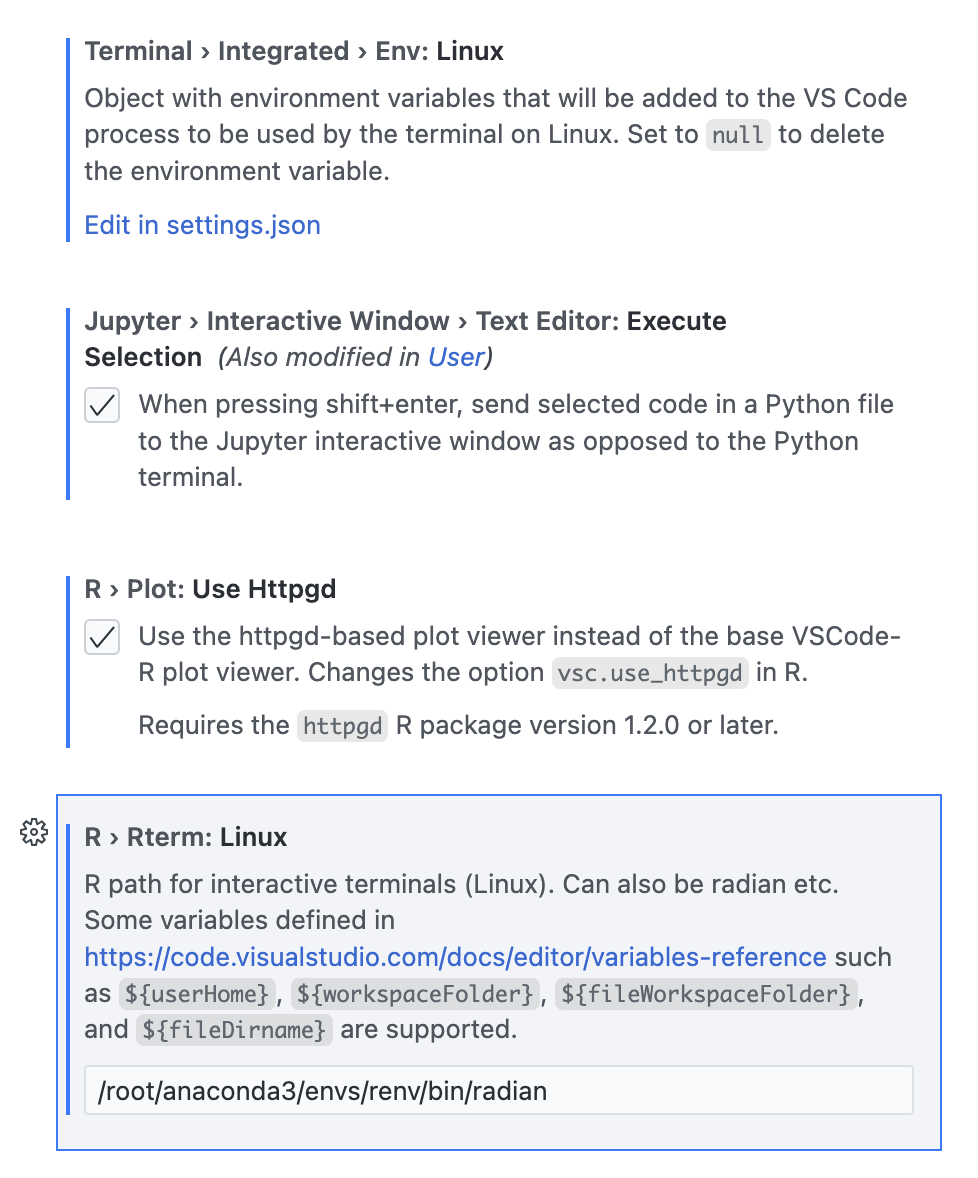 Terminal › Integrated › Env: Linux
Object with environment variables that will be added to the VS Code
process to be used by the terminal on Linux. Set to null to delete
the environment variable.
Edit in settings.json
Jupyter › Interactive Window › Text Editor: Execute
Selection (Also modified in User)
When pressing shift+enter, send selected code in a Python file
to the Jupyter interactive window as opposed to the Python
terminal.
R › Plot: Use Httpgd
Use the httpgd-based plot viewer instead of the base VSCode-
R plot viewer. Changes the option vsc.use_httpgd in R.
Requires the httpgd R package version 1.2.0 or later.
R › Rterm: Linux
R path for interactive terminals (Linux). Can also be radian etc.
Some variables defined in
https://code.visualstudio.com/docs/editor/variables-reference such
as ${userHome}, ${workspaceFolder}, ${fileWorkspaceFolder},
and ${fileDirname} are supported.
/root/anaconda3/envs/renv/bin/radian